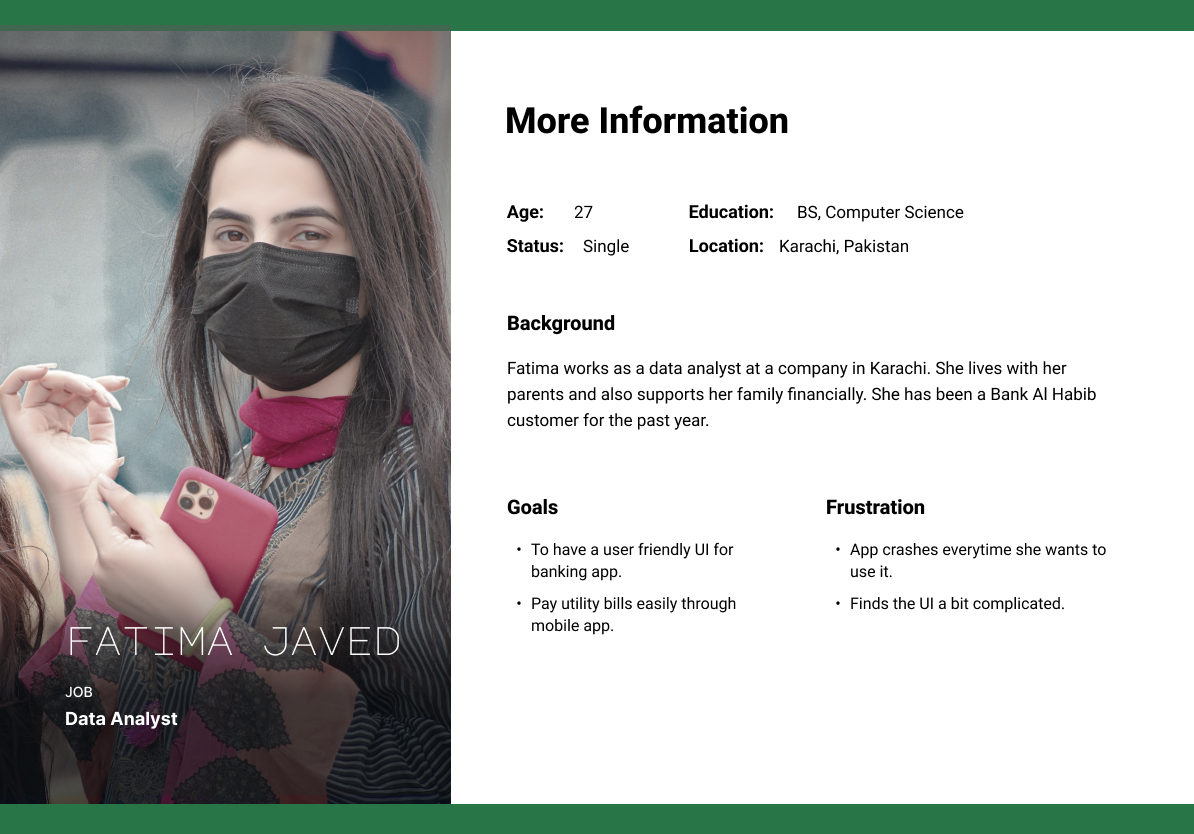 More Information
Age: 27 Education: BS, Computer Science
Status: Single Location: Karachi, Pakistan
Background
Fatima works as a data analyst at a company in Karachi. She lives with her
parents and also supports her family financially. She has been a Bank Al Habib
customer for the past year.
Goals
• To have a user friendly UI for
banking app.
• Pay utility bills easily through
mobile app.
Frustration
• App crashes everytime she wants to
use it.
• Finds the UI a bit complicated.
FATIMA JAVED
JOB
Data Analyst